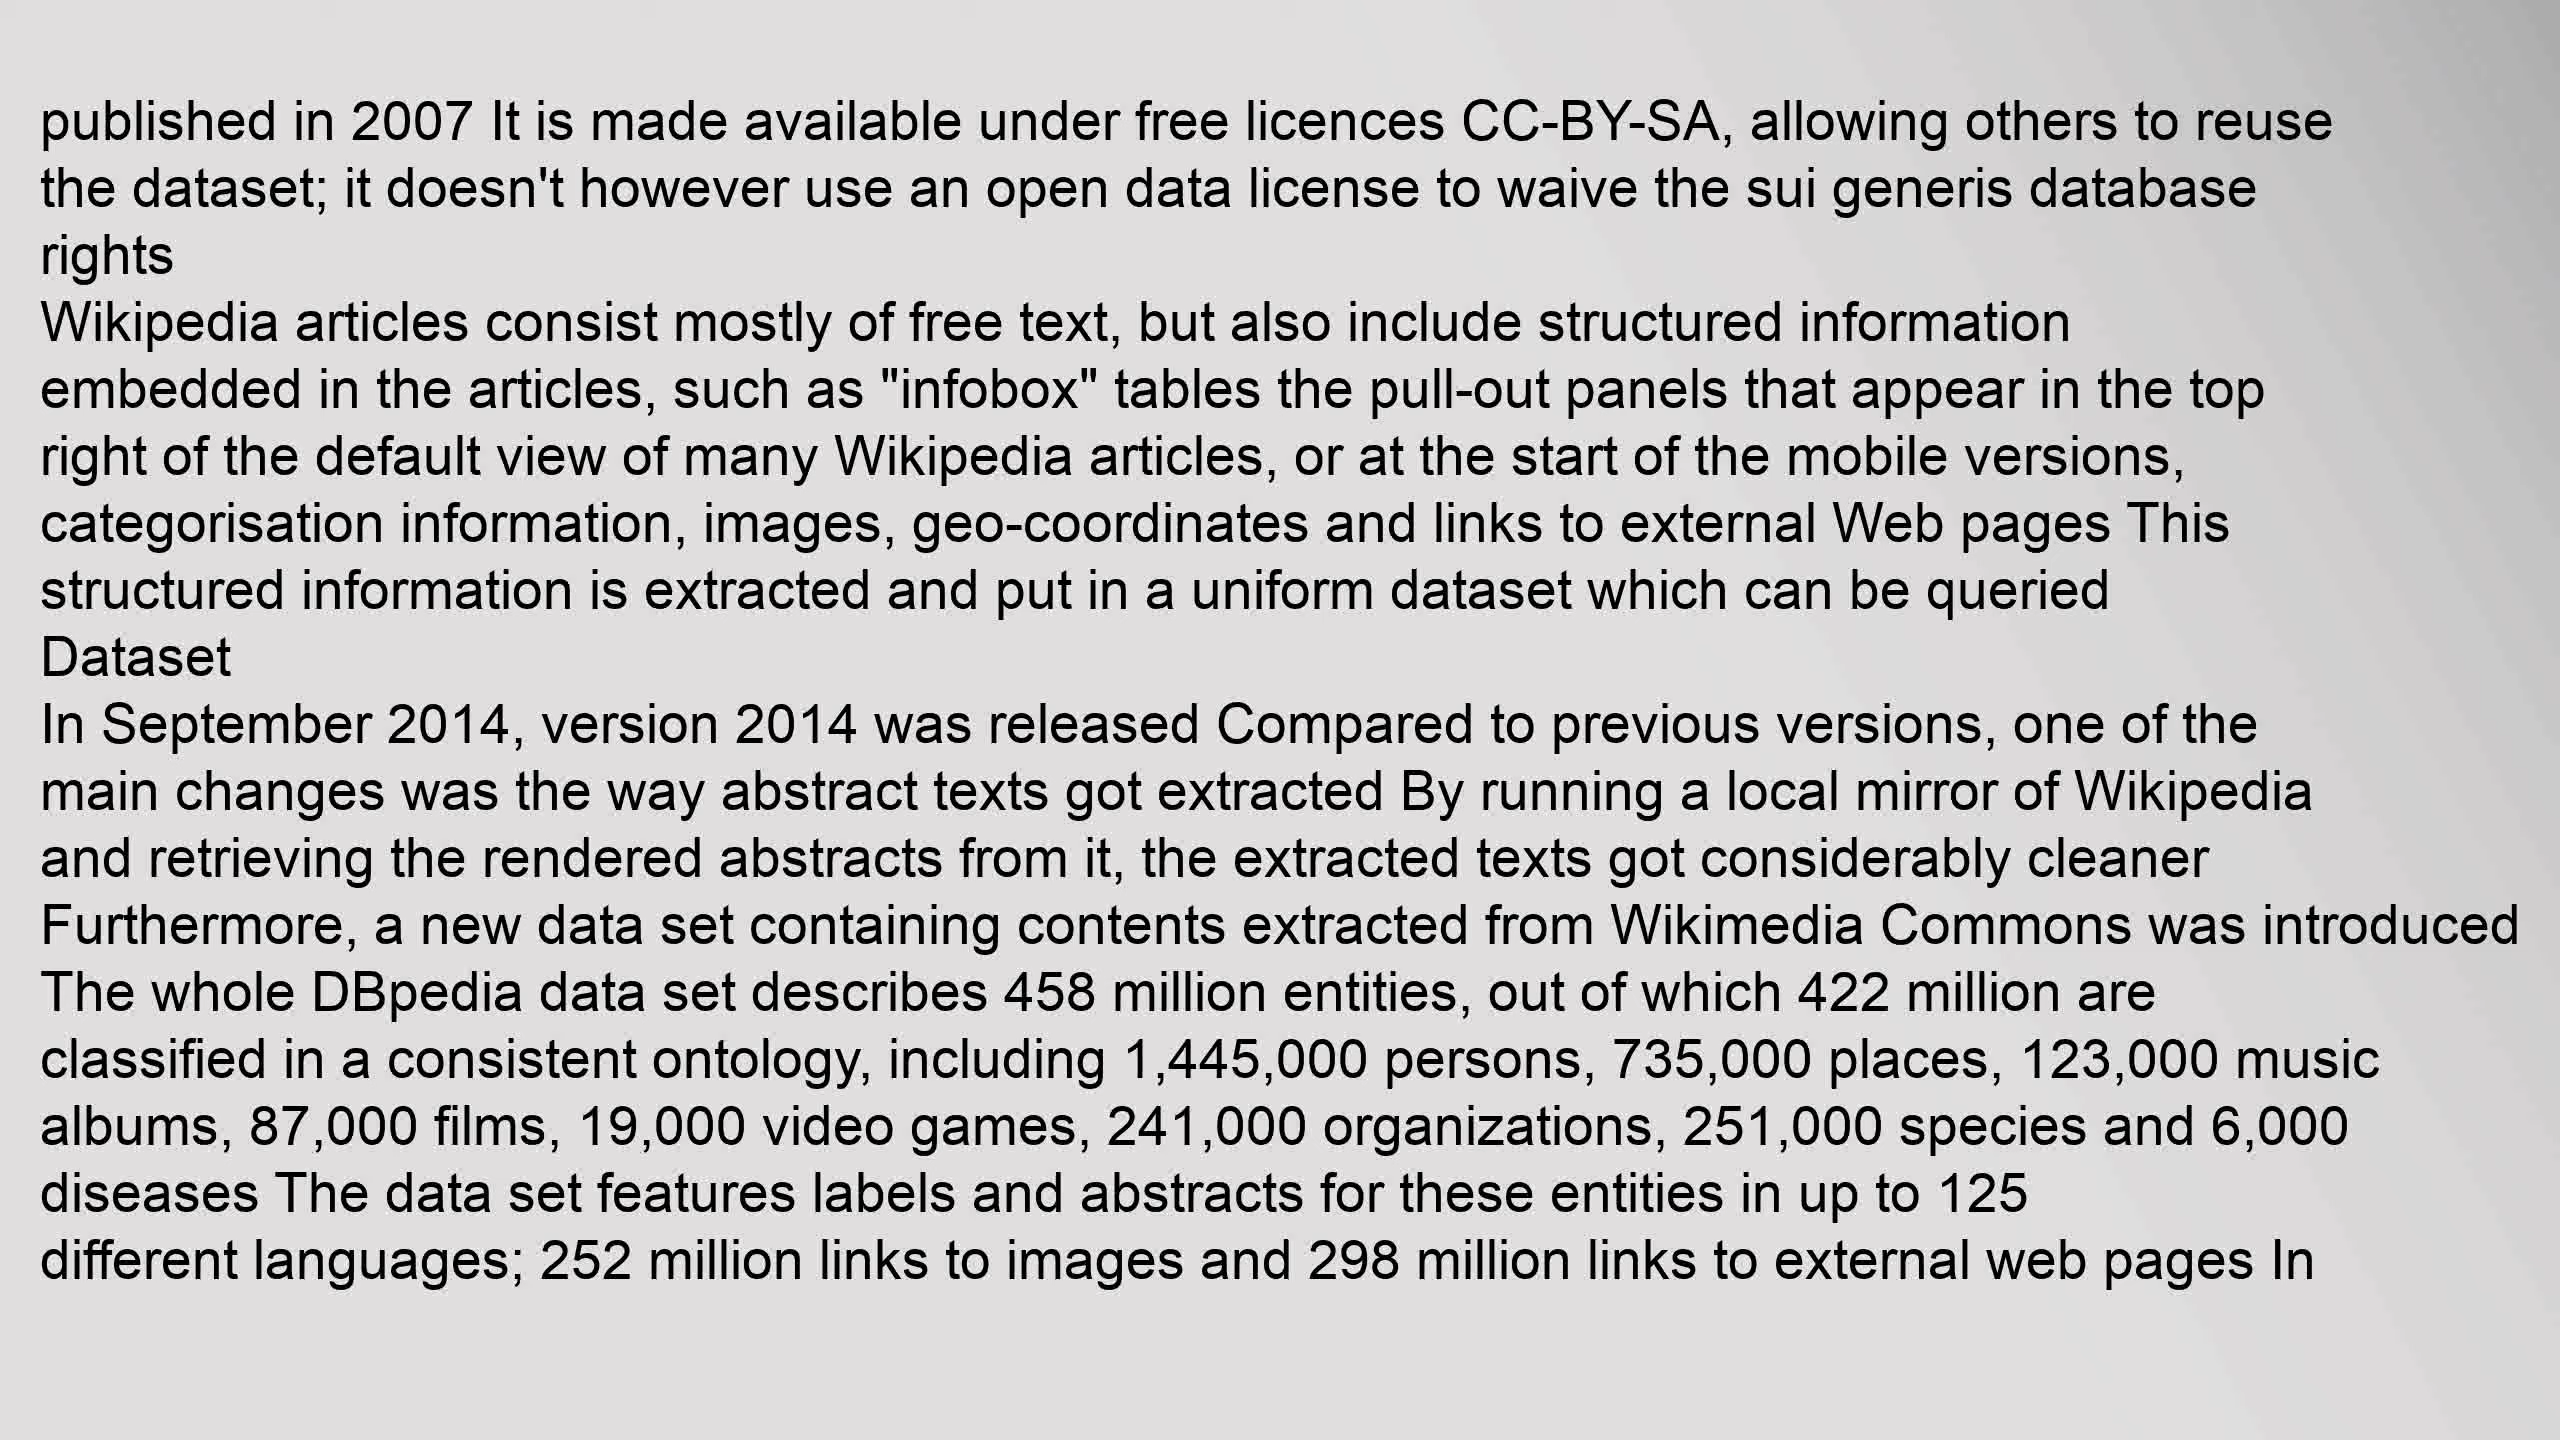 published in 2007 It is made available under free licences CC-BY-SA, allowing others to reuse
the dataset; it doesn't however use an open data license to waive the sui generis database
rights
Wikipedia articles consist mostly of free text, but also include structured information
embedded in the articles, such as "infobox" tables the pull-out panels that appear in the top
right of the default view of many Wikipedia articles, or at the start of the mobile versions,
categorisation information, images, geo-coordinates and links to external Web pages This
structured information is extracted and put in a uniform dataset which can be queried
Dataset
In September 2014, version 2014 was released Compared to previous versions, one of the
main changes was the way abstract texts got extracted By running a local mirror of Wikipedia
and retrieving the rendered abstracts from it, the extracted texts got considerably cleaner
Furthermore, a new data set containing contents extracted from Wikimedia Commons was introduced
The whole DBpedia data set describes 458 million entities, out of which 422 million are
classified in a consistent ontology, including 1,445,000 persons, 735,000 places, 123,000 music
albums, 87,000 films, 19,000 video games, 241,000 organizations, 251,000 species and 6,000
diseases The data set features labels and abstracts for these entities in up to 125
different languages; 252 million links to images and 298 million links to external web pages In